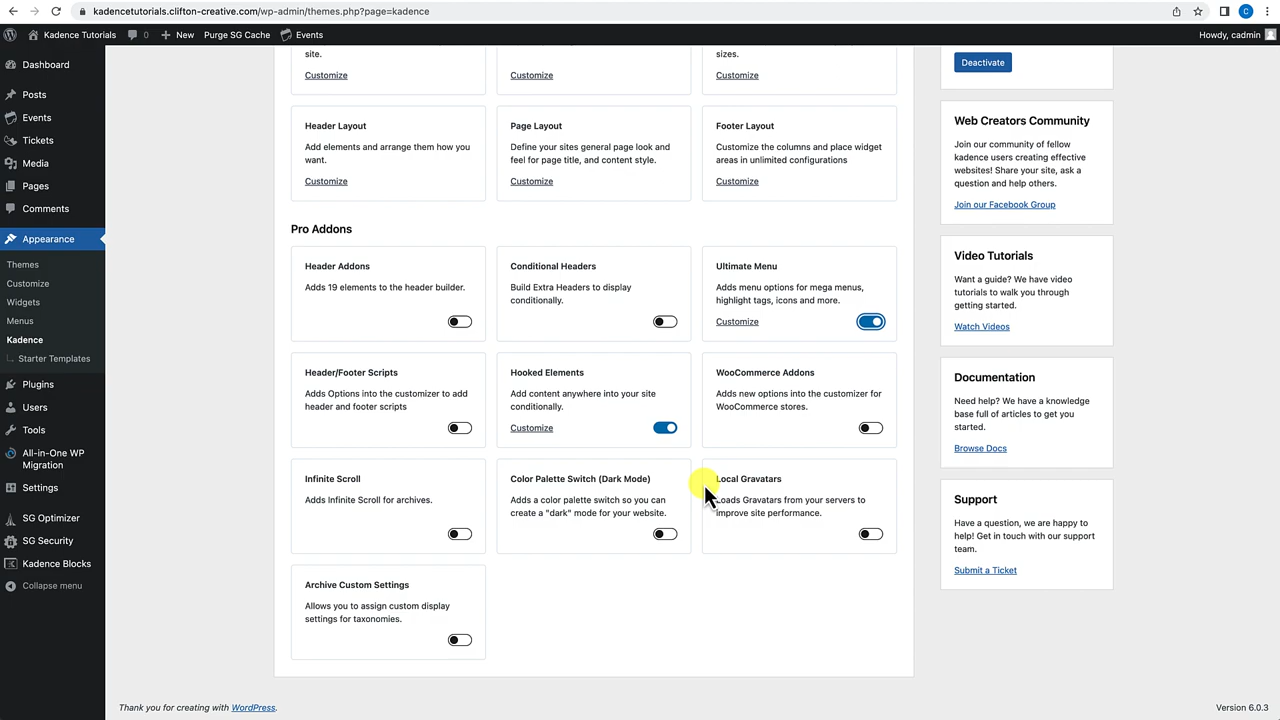 kadencetutorials.clifton-creative.com/wp-admin/themes.php?page=kadence
C
Kadence Tutorials
0
New
Purge SG Cache
Events
Howdy, cadmin
Dashboard
Posts
Events
Tickets
Media
Pages
Comments
Appearance
Themes
Customize
Widgets
Menus
Kadence
Starter Templates
Plugins
Users
Tools
All-in-One WP
Migration
Settings
SG Optimizer
SG Security
Kadence Blocks
Collapse menu
site.
Customize
Customize
sizes.
Customize
Header Layout
Add elements and arrange them how you
want.
Customize
Page Layout
Define your sites general page look and
feel for page title, and content style.
Customize
Footer Layout
Customize the columns and place widget
areas in unlimited configurations
Customize
Pro Addons
Header Addons
Adds 19 elements to the header builder.
Conditional Headers
Build Extra Headers to display
conditionally.
Ultimate Menu
Adds menu options for mega menus,
highlight tags, icons and more.
Customize
Header/Footer Scripts
Adds Options into the customizer to add
header and footer scripts
Hooked Elements
Add content anywhere into your site
conditionally.
Customize
WooCommerce Addons
Adds new options into the customizer for
WooCommerce stores.
Infinite Scroll
Adds Infinite Scroll for archives.
Color Palette Switch (Dark Mode)
Adds a color palette switch so you can
create a "dark" mode for your website.
Local Gravatars
Loads Gravatars from your servers to
improve site performance.
Archive Custom Settings
Allows you to assign custom display
settings for taxonomies.
Deactivate
Web Creators Community
Join our community of fellow
kadence users creating effective
websites! Share your site, ask a
question and help others.
Join our Facebook Group
Video Tutorials
Want a guide? We have video
tutorials to walk you through
getting started.
Watch Videos
Documentation
Need help? We have a knowledge
base full of articles to get you
started.
Browse Docs
Support
Have a question, we are happy to
help! Get in touch with our support
team.
Submit a Ticket
Thank you for creating with WordPress.
Version 6.0.3